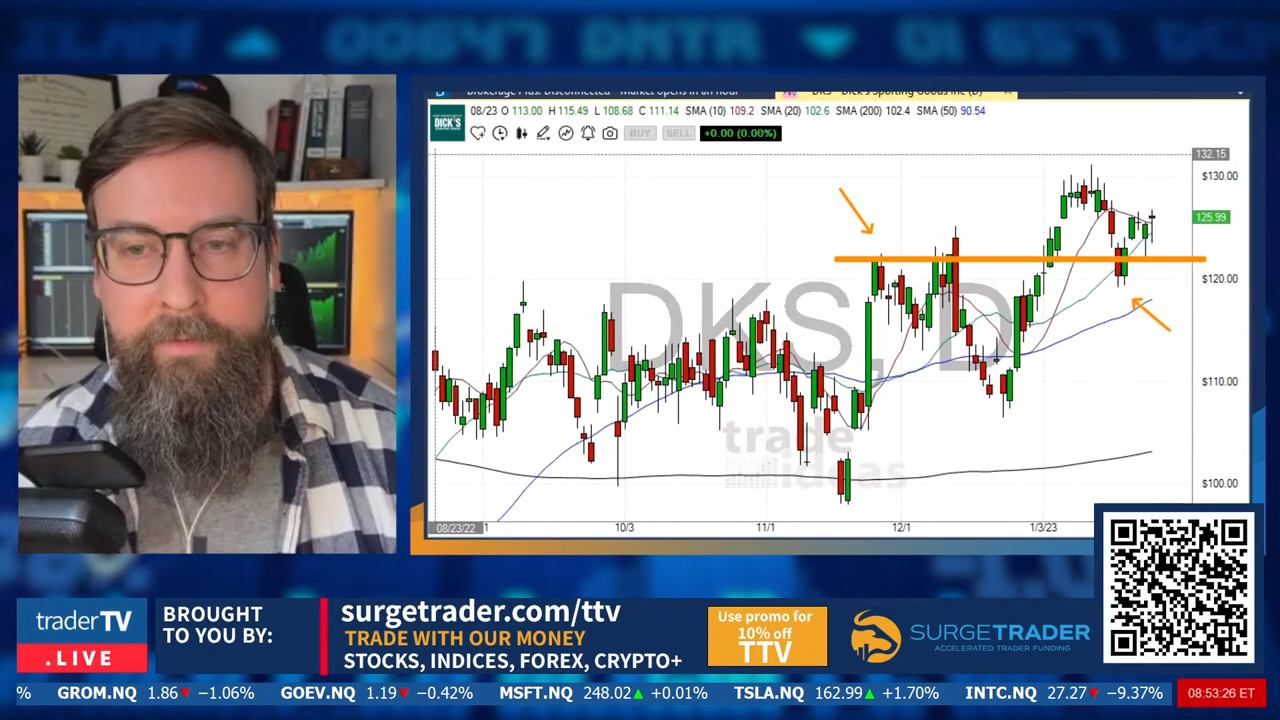 ILNM 00647 DNTR 01 657
Brokerage Plus: Disconnected - Market opens in an hour
DKS - Dick's Sporting Goods Inc (D)
DICK'S
08/23 O 113.00 H 115.49 L 108.68 C 111.14 SMA (10) 109.2 SMA (20) 102.6 SMA (200) 102.4 SMA (50) 90.54
BUY SELL +0.00 (0.00%)
132.15
$130.00
125.99
$120.00
$110.00
$100.00
DKS, D
trade
ideas
08/23/22 1 10/3 11/1 12/1 1/3/23
traderTV
.LIVE
BROUGHT
TO YOU BY:
surgetrader.com/ttv
TRADE WITH OUR MONEY
STOCKS, INDICES, FOREX, CRYPTO+
Use promo for
10% off
TTV
SURGETRADER
ACCELERATED TRADER FUNDING
% GROM.NQ 1.86 −1.06% GOEV.NQ 1.19 −0.42% MSFT.NQ 248.02 +0.01% TSLA.NQ 162.99 +1.70% INTC.NQ 27.27 −9.37%
08:53:26 ET